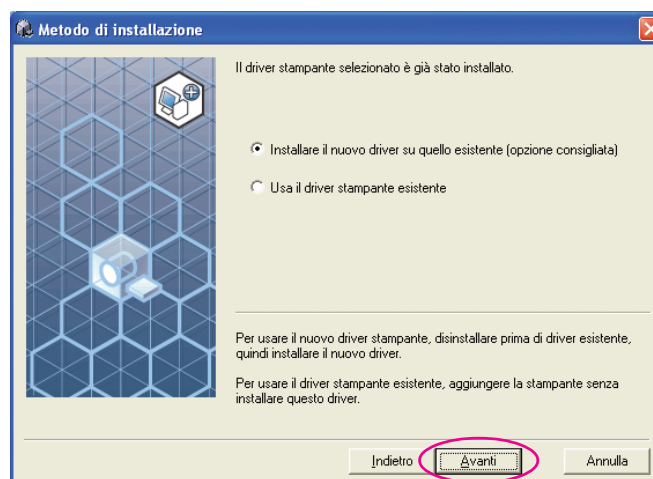 Metodo di installazione
Il driver stampante selezionato è già stato installato.
Installare il nuovo driver su quello esistente (opzione consigliata)
Usa il driver stampante esistente
Per usare il nuovo driver stampante, disinstallare prima di driver esistente,
quindi installare il nuovo driver.
Per usare il driver stampante esistente, aggiungere la stampante senza
installare questo driver.
Indietro Avanti Annulla